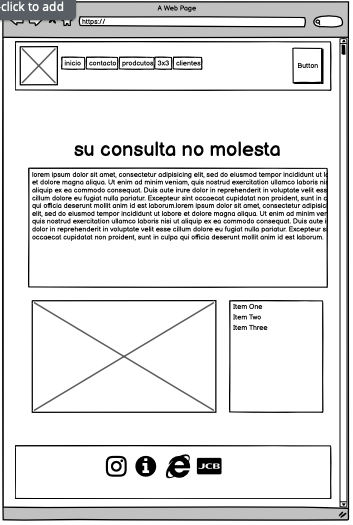 click to add
A Web Page
https://
inicio contacto prodcutos 3x3 clientes
Button
su consulta no molesta
lorem ipsum dolor sit amet, consectetur adipisicing elit, sed do eiusmod tempor incididunt ut l
et dolore magna aliqua. Ut enim ad minim veniam, quis nostrud exercitation ullamco laboris nis
aliquip ex ea commodo consequat. Duis aute irure dolor in reprehenderit in voluptate velit ess
cillum dolore eu fugiat nulla pariatur. Excepteur sint occaecat cupidatat non proident, sunt in c
qui officia deserunt mollit anim id est laborum.lorem ipsum dolor sit amet, consectetur adipisic
elit, sed do eiusmod tempor incididunt ut labore et dolore magna aliqua. Ut enim ad minim ver
quis nostrud exercitation ullamco laboris nisi ut aliquip ex ea commodo consequat. Duis aute
dolor in reprehenderit in voluptate velit esse cillum dolore eu fugiat nulla pariatur. Excepteur s
occaecat cupidatat non proident, sunt in culpa qui officia deserunt mollit anim id est laborum.
Item One
Item Two
Item Three
JCB